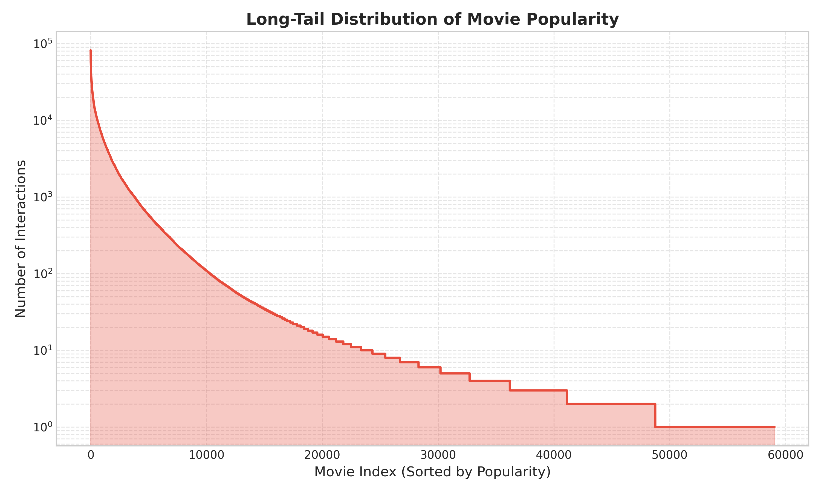 Long-Tail Distribution of Movie Popularity
Number of Interactions
10⁵
10⁴
10³
10²
10¹
10⁰
0 10000 20000 30000 40000 50000 60000
Movie Index (Sorted by Popularity)